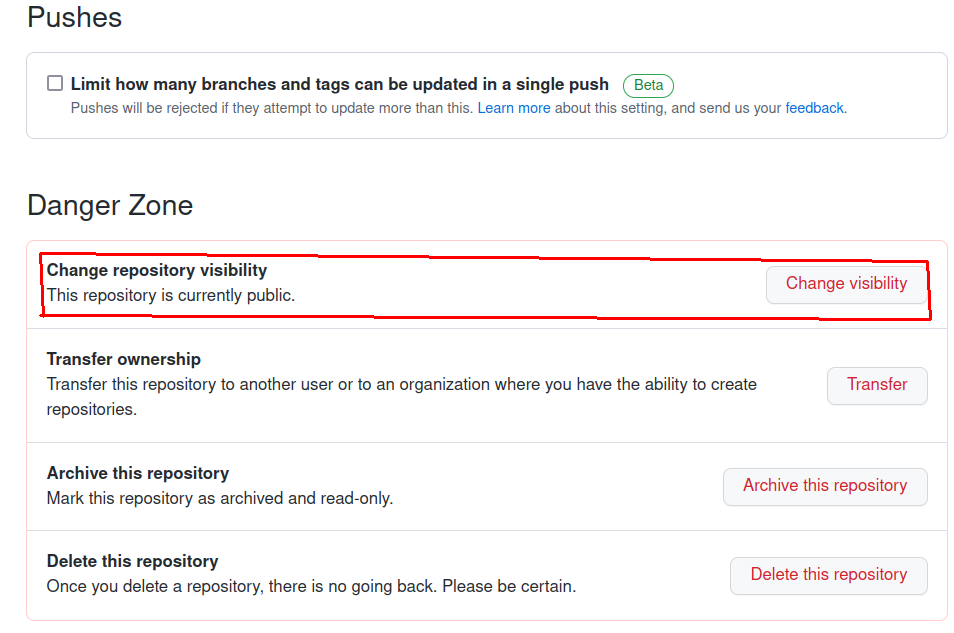 Pushes
Limit how many branches and tags can be updated in a single push Beta
Pushes will be rejected if they attempt to update more than this. Learn more about this setting, and send us your feedback.
Danger Zone
Change repository visibility
This repository is currently public.
Change visibility
Transfer ownership
Transfer this repository to another user or to an organization where you have the ability to create
repositories.
Transfer
Archive this repository
Mark this repository as archived and read-only.
Archive this repository
Delete this repository
Once you delete a repository, there is no going back. Please be certain.
Delete this repository